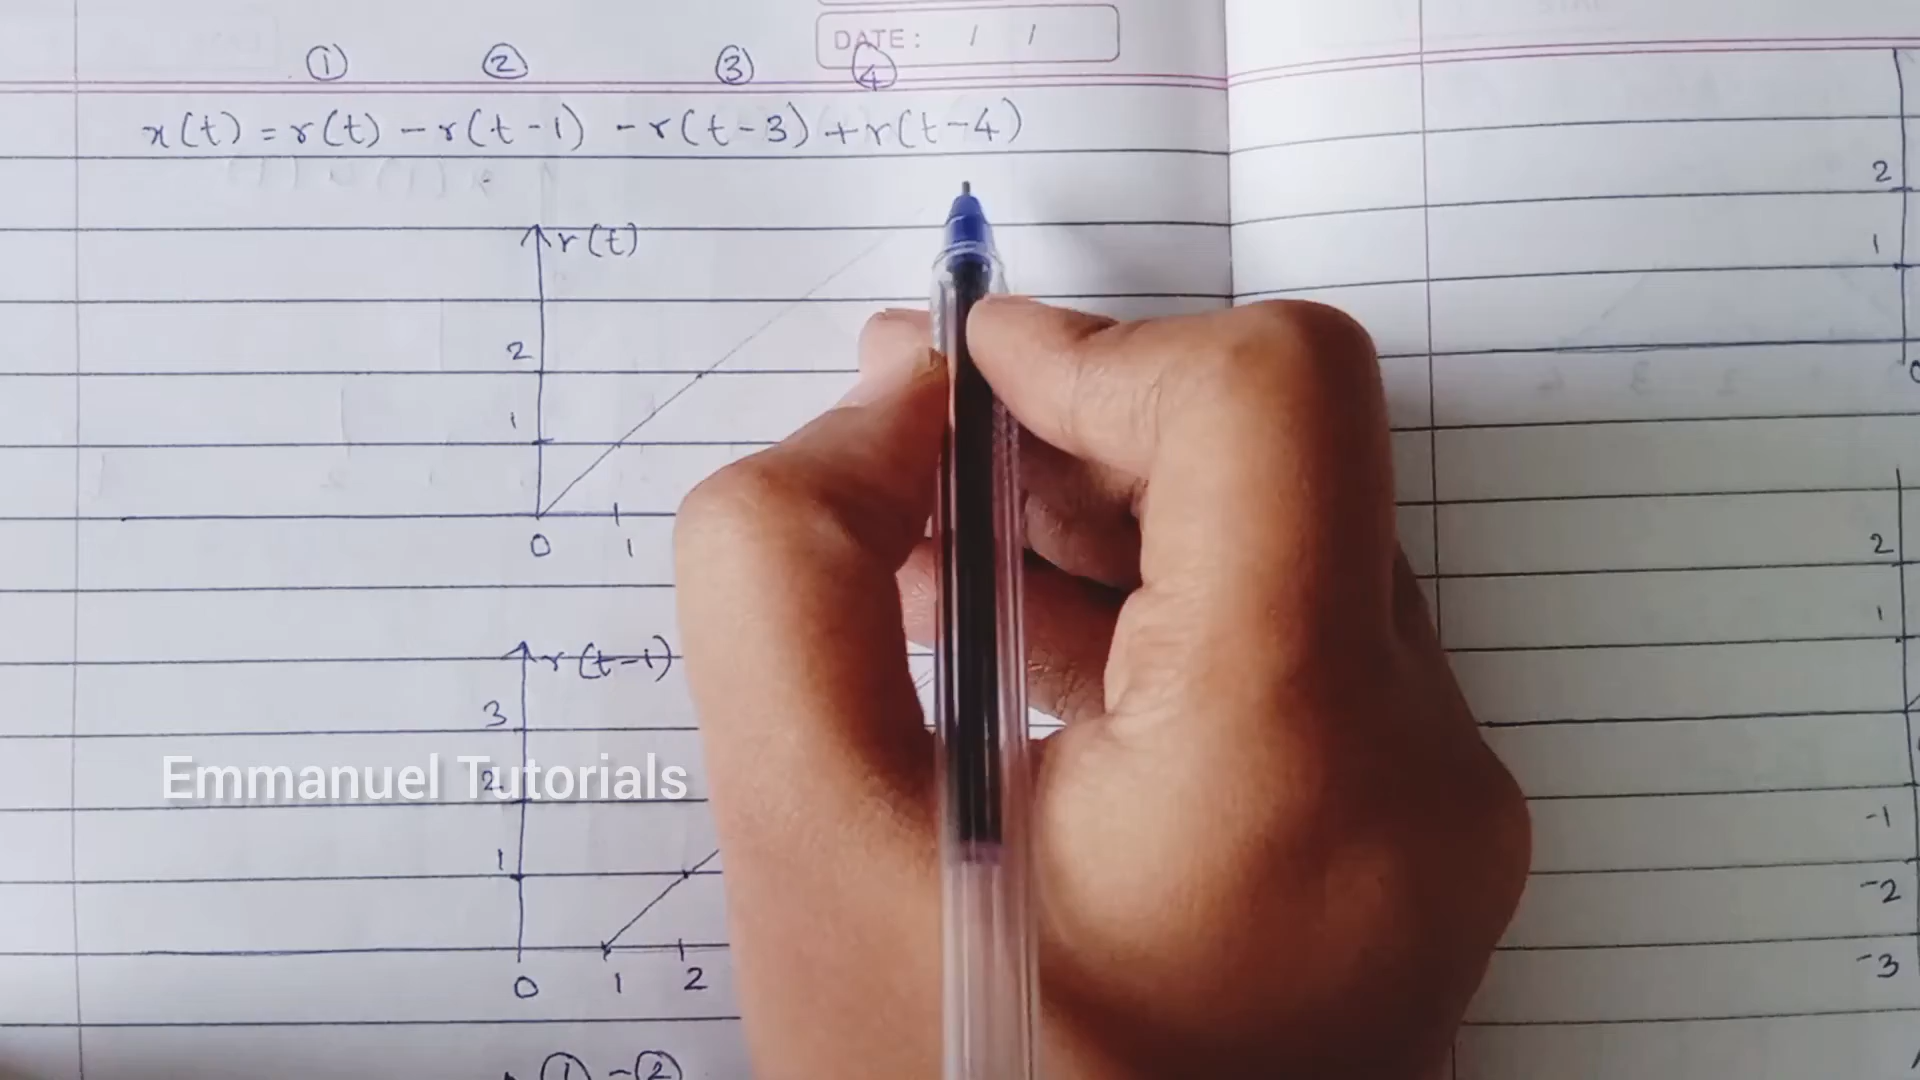 DATE: / /
① ② ③ ④
x(t) = r(t) - r(t-1) - r(t-3) + r(t-4)
r(t)
2
1
0 1
r(t-1)
3
2
1
0 1 2
① - ②
2
1
0
2
1
-1
-2
-3
Emmanuel Tutorials